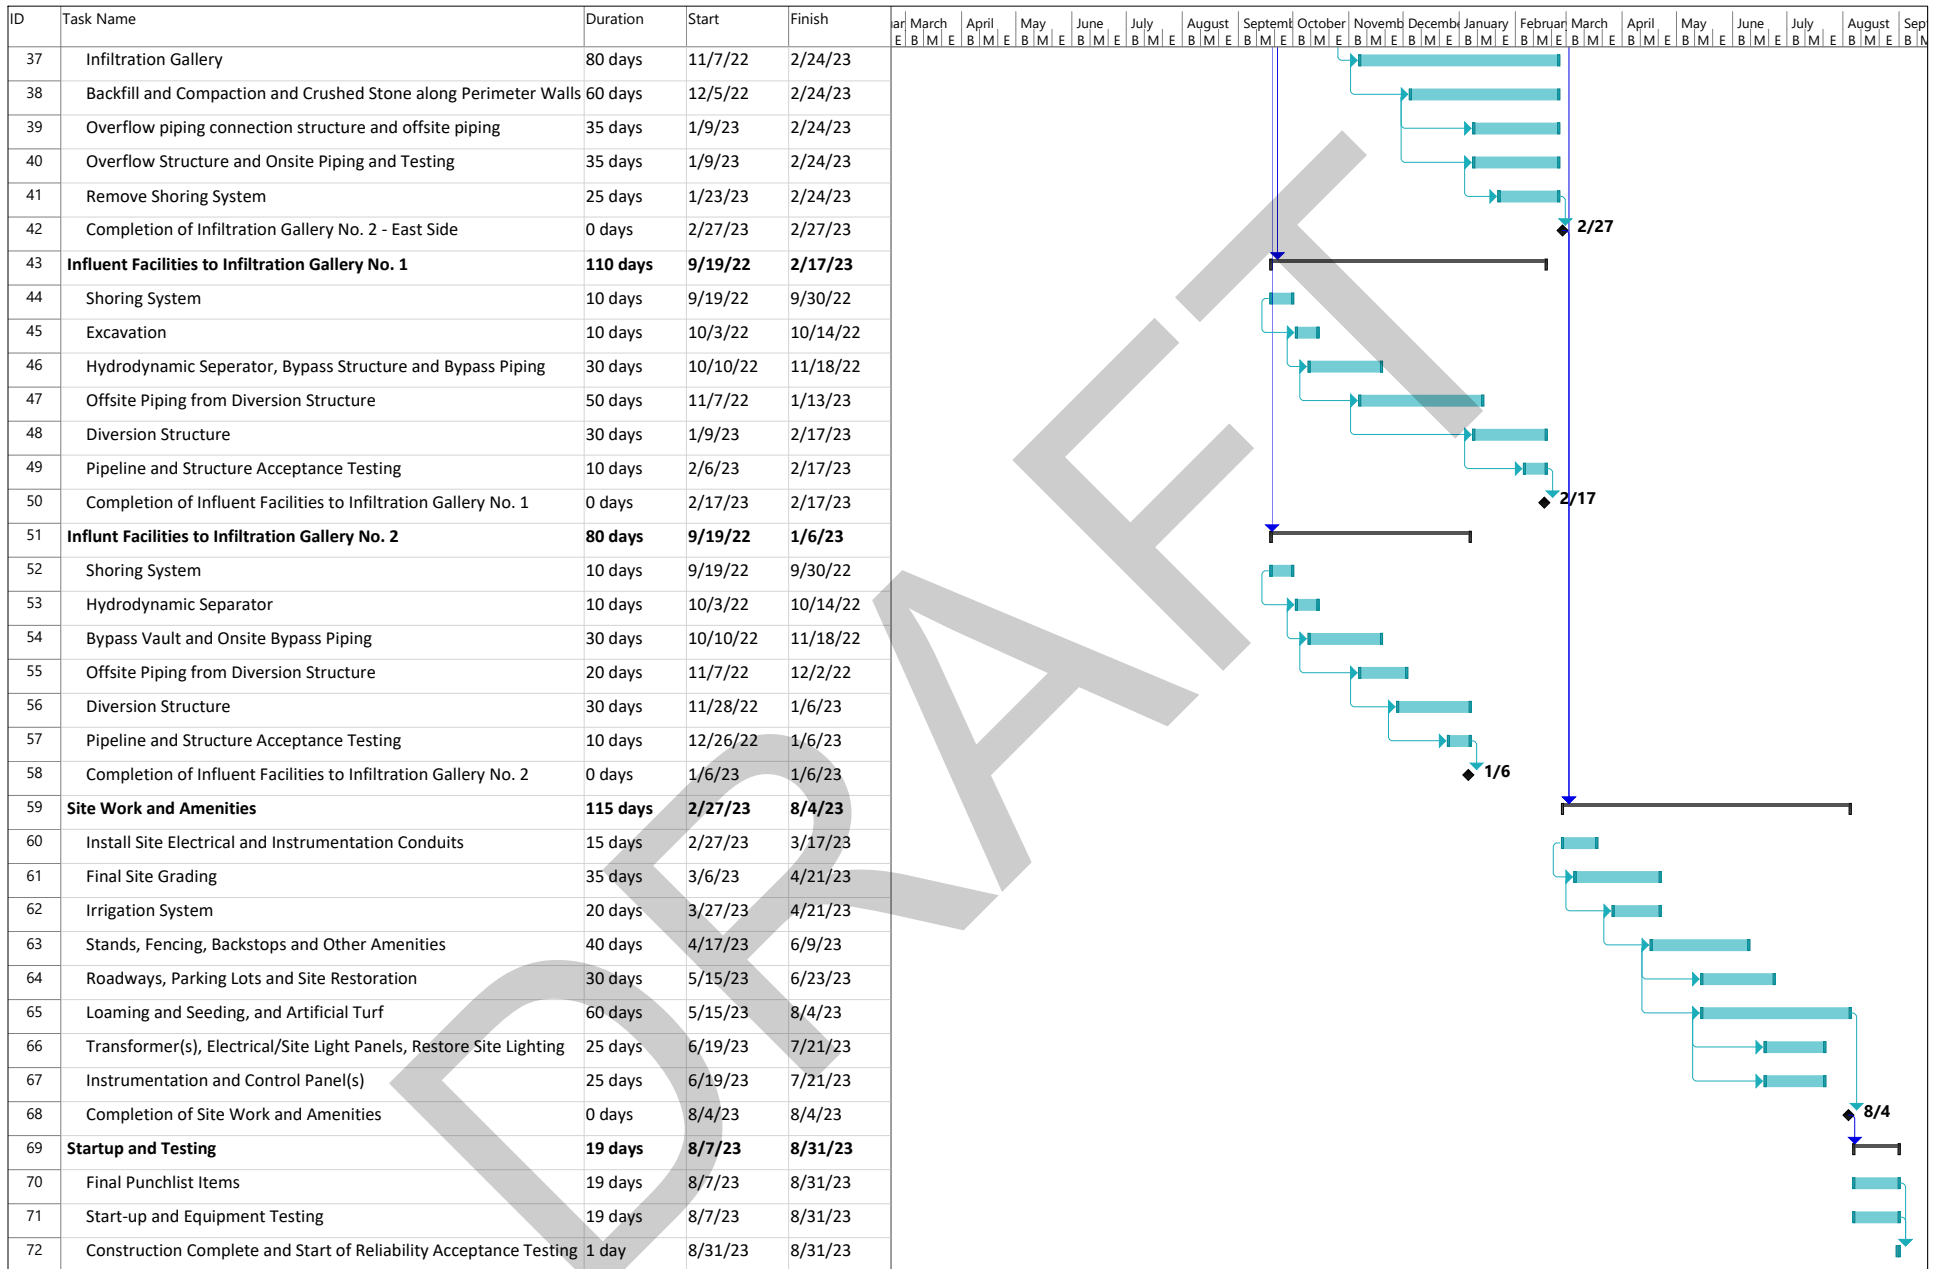 ID Task Name Duration Start Finish
uar March April May June July August Septemb October Novemb Decembe January Februar March April May June July August Sep
E B M E B M E B M E B M E B M E B M E B M E B M E B M E B M E B M E B M E B M E B M E B M E B M E B M E B M E B M
37 Infiltration Gallery 80 days 11/7/22 2/24/23
38 Backfill and Compaction and Crushed Stone along Perimeter Walls 60 days 12/5/22 2/24/23
39 Overflow piping connection structure and offsite piping 35 days 1/9/23 2/24/23
40 Overflow Structure and Onsite Piping and Testing 35 days 1/9/23 2/24/23
41 Remove Shoring System 25 days 1/23/23 2/24/23
42 Completion of Infiltration Gallery No. 2 - East Side 0 days 2/27/23 2/27/23 2/27
43 Influent Facilities to Infiltration Gallery No. 1 110 days 9/19/22 2/17/23
44 Shoring System 10 days 9/19/22 9/30/22
45 Excavation 10 days 10/3/22 10/14/22
46 Hydrodynamic Seperator, Bypass Structure and Bypass Piping 30 days 10/10/22 11/18/22
47 Offsite Piping from Diversion Structure 50 days 11/7/22 1/13/23
48 Diversion Structure 30 days 1/9/23 2/17/23
49 Pipeline and Structure Acceptance Testing 10 days 2/6/23 2/17/23
50 Completion of Influent Facilities to Infiltration Gallery No. 1 0 days 2/17/23 2/17/23 2/17
51 Influnt Facilities to Infiltration Gallery No. 2 80 days 9/19/22 1/6/23
52 Shoring System 10 days 9/19/22 9/30/22
53 Hydrodynamic Separator 10 days 10/3/22 10/14/22
54 Bypass Vault and Onsite Bypass Piping 30 days 10/10/22 11/18/22
55 Offsite Piping from Diversion Structure 20 days 11/7/22 12/2/22
56 Diversion Structure 30 days 11/28/22 1/6/23
57 Pipeline and Structure Acceptance Testing 10 days 12/26/22 1/6/23
58 Completion of Influent Facilities to Infiltration Gallery No. 2 0 days 1/6/23 1/6/23 1/6
59 Site Work and Amenities 115 days 2/27/23 8/4/23
60 Install Site Electrical and Instrumentation Conduits 15 days 2/27/23 3/17/23
61 Final Site Grading 35 days 3/6/23 4/21/23
62 Irrigation System 20 days 3/27/23 4/21/23
63 Stands, Fencing, Backstops and Other Amenities 40 days 4/17/23 6/9/23
64 Roadways, Parking Lots and Site Restoration 30 days 5/15/23 6/23/23
65 Loaming and Seeding, and Artificial Turf 60 days 5/15/23 8/4/23
66 Transformer(s), Electrical/Site Light Panels, Restore Site Lighting 25 days 6/19/23 7/21/23
67 Instrumentation and Control Panel(s) 25 days 6/19/23 7/21/23
68 Completion of Site Work and Amenities 0 days 8/4/23 8/4/23 8/4
69 Startup and Testing 19 days 8/7/23 8/31/23
70 Final Punchlist Items 19 days 8/7/23 8/31/23
71 Start-up and Equipment Testing 19 days 8/7/23 8/31/23
72 Construction Complete and Start of Reliability Acceptance Testing 1 day 8/31/23 8/31/23
DRAFT